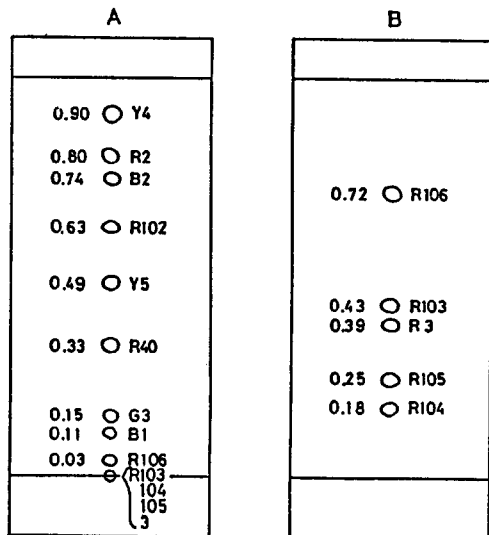 A
0.90 Y4
0.80 R2
0.74 B2
0.63 R102
0.49 Y5
0.33 R40
0.15 G3
0.11 B1
0.03 R106
R103
104
105
3
B
0.72 R106
0.43 R103
0.39 R3
0.25 R105
0.18 R104